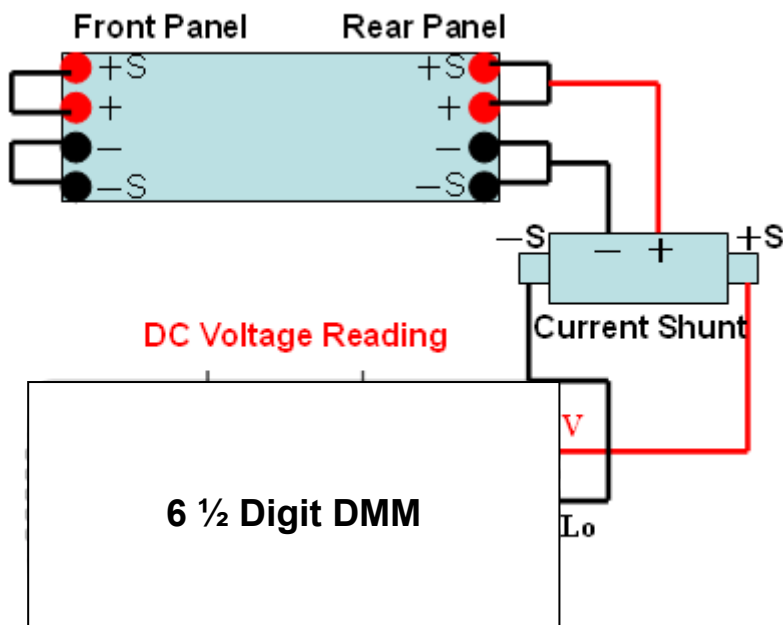 Front Panel Rear Panel
+S +S
+ +
- -
-S -S
-S - + +S
Current Shunt
DC Voltage Reading
V
6 ½ Digit DMM
Lo